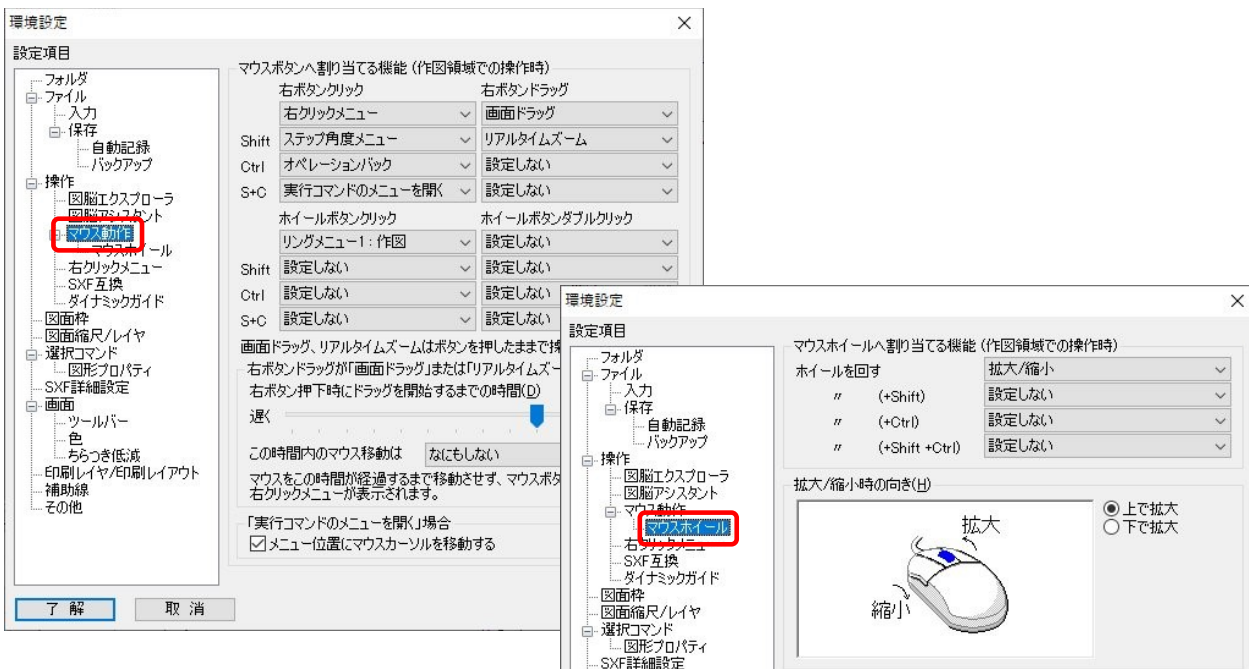 環境設定
設定項目
フォルダ
ファイル
入力
保存
自動記録
バックアップ
操作
図脳エクスプローラ
図脳アシスタント
マウス動作
マウスホイール
右クリックメニュー
SXF互換
ダイナミックガイド
図面枠
図面縮尺/レイヤ
選択コマンド
図形プロパティ
SXF詳細設定
画面
ツールバー
色
ちらつき低減
印刷レイヤ/印刷レイアウト
補助線
その他
了 解 取 消
マウスボタンへ割り当てる機能 (作図領域での操作時)
右ボタンクリック 右ボタンドラッグ
右クリックメニュー 画面ドラッグ
Shift ステップ角度メニュー リアルタイムズーム
Ctrl オペレーションバック 設定しない
S+C 実行コマンドのメニューを開く 設定しない
ホイールボタンクリック ホイールボタンダブルクリック
リングメニュー1:作図 設定しない
Shift 設定しない 設定しない
Ctrl 設定しない 設定しない
S+C 設定しない 設定しない
画面ドラッグ、リアルタイムズームはボタンを押したままで操
右ボタンドラッグが「画面ドラッグ」または「リアルタイムズー
右ボタン押下時にドラッグを開始するまでの時間(D)
遅く
この時間内のマウス移動は なにもしない
マウスをこの時間が経過するまで移動させず、マウスボタ
右クリックメニューが表示されます。
「実行コマンドのメニューを開く」場合
メニュー位置にマウスカーソルを移動する
環境設定
設定項目
フォルダ
ファイル
入力
保存
自動記録
バックアップ
操作
図脳エクスプローラ
図脳アシスタント
マウス動作
マウスホイール
右クリックメニュー
SXF互換
ダイナミックガイド
図面枠
図面縮尺/レイヤ
選択コマンド
図形プロパティ
SXF詳細設定
マウスホイールへ割り当てる機能 (作図領域での操作時)
ホイールを回す 拡大/縮小
〃 (+Shift) 設定しない
〃 (+Ctrl) 設定しない
〃 (+Shift +Ctrl) 設定しない
拡大/縮小時の向き(H)
拡大
縮小
上で拡大
下で拡大